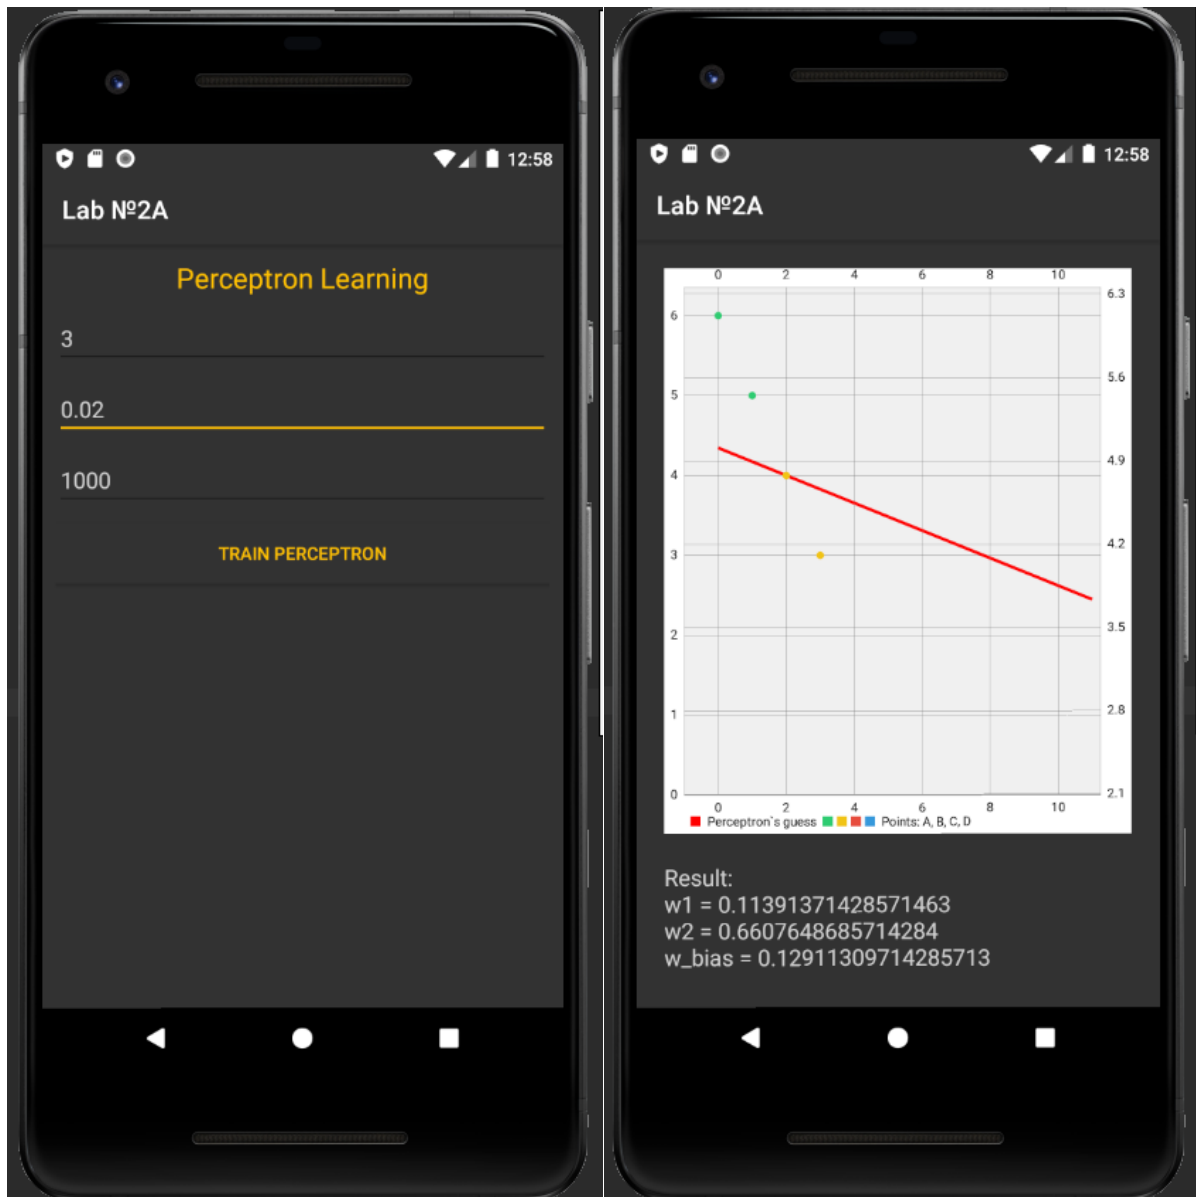 12:58
Lab №2A
Perceptron Learning
3
0.02
1000
TRAIN PERCEPTRON
12:58
Lab №2A
0 2 4 6 8 10
6.3
6
5.6
5
4.9
4
4.2
3
3.5
2
2.8
1
2.1
0
0 2 4 6 8 10
Perceptron`s guess Points: A, B, C, D
Result:
w1 = 0.11391371428571463
w2 = 0.6607648685714284
w_bias = 0.12911309714285713